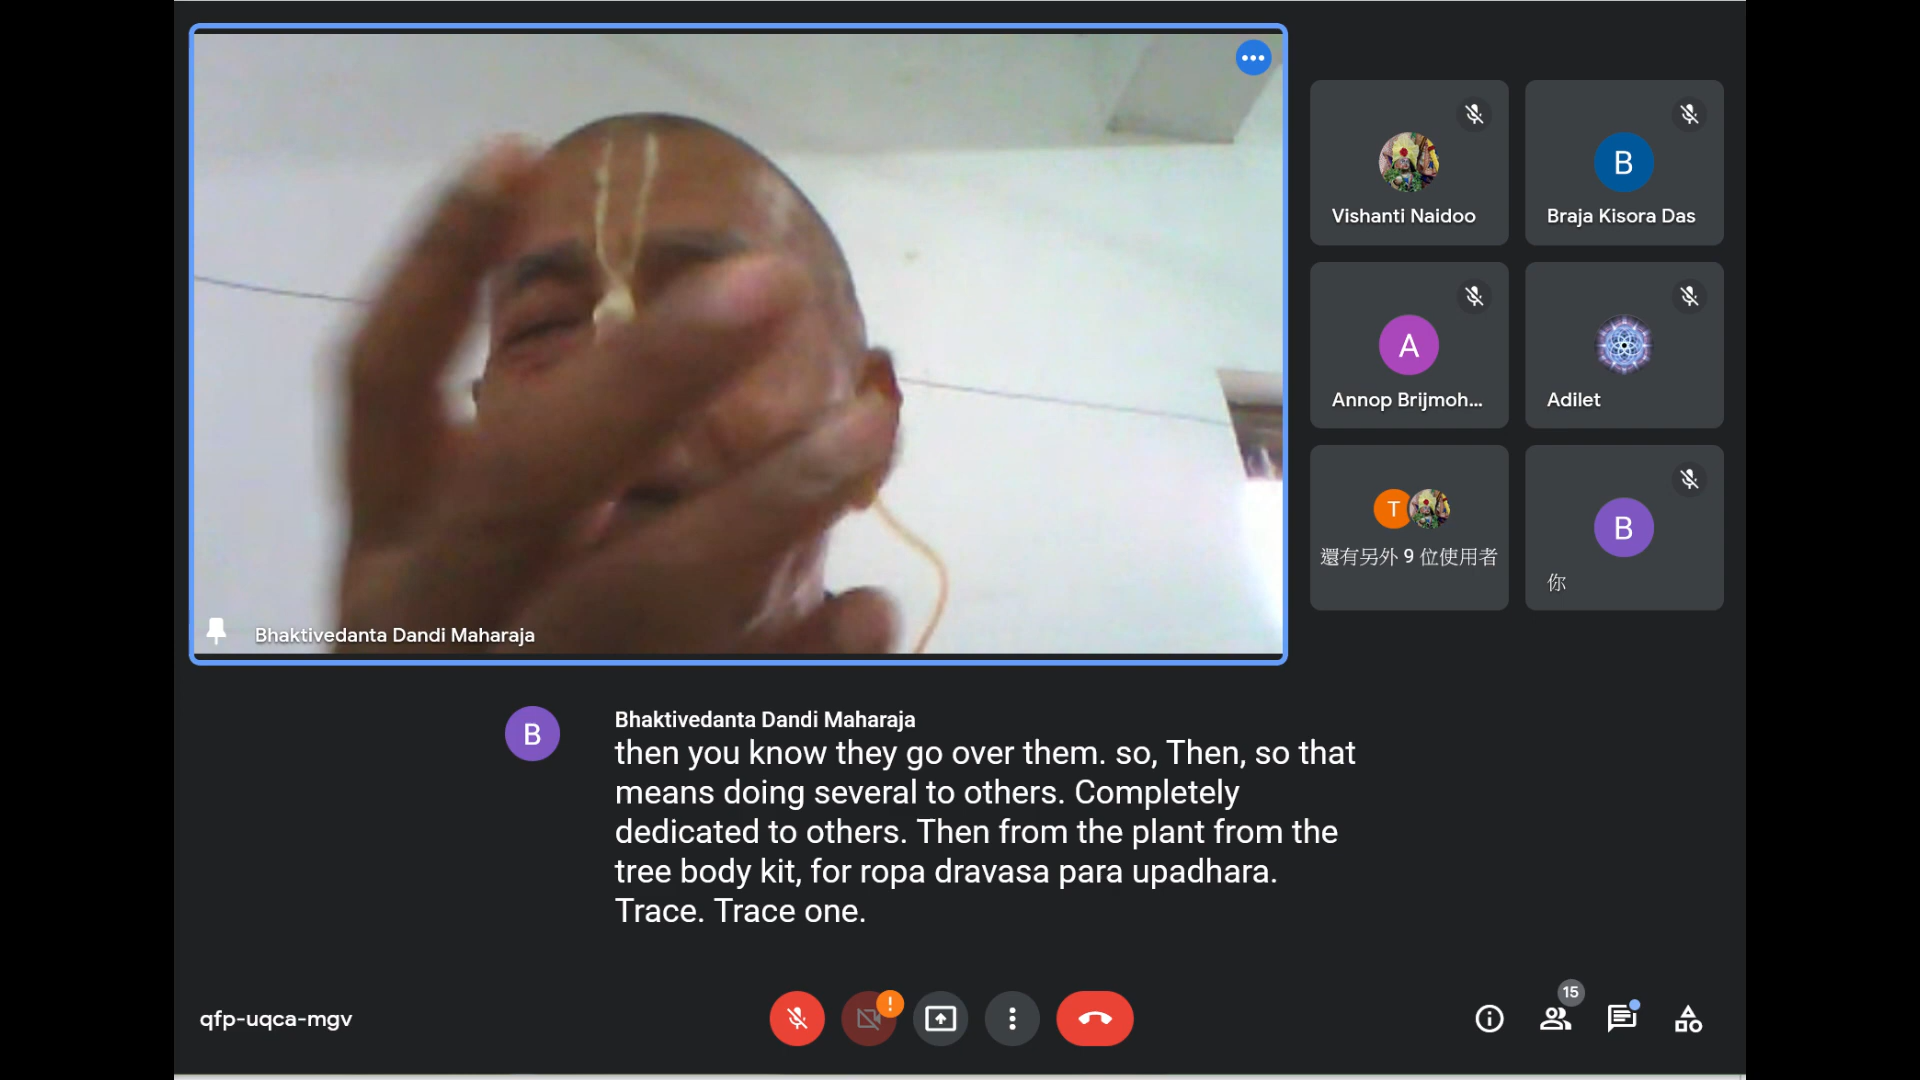 Bhaktivedanta Dandi Maharaja
Vishanti Naidoo
B
Braja Kisora Das
A
Annop Brijmoh...
Adilet
T
還有另外 9 位使用者
B
你
B
Bhaktivedanta Dandi Maharaja
then you know they go over them. so, Then, so that
means doing several to others. Completely
dedicated to others. Then from the plant from the
tree body kit, for ropa dravasa para upadhara.
Trace. Trace one.
qfp-uqca-mgv
!
15